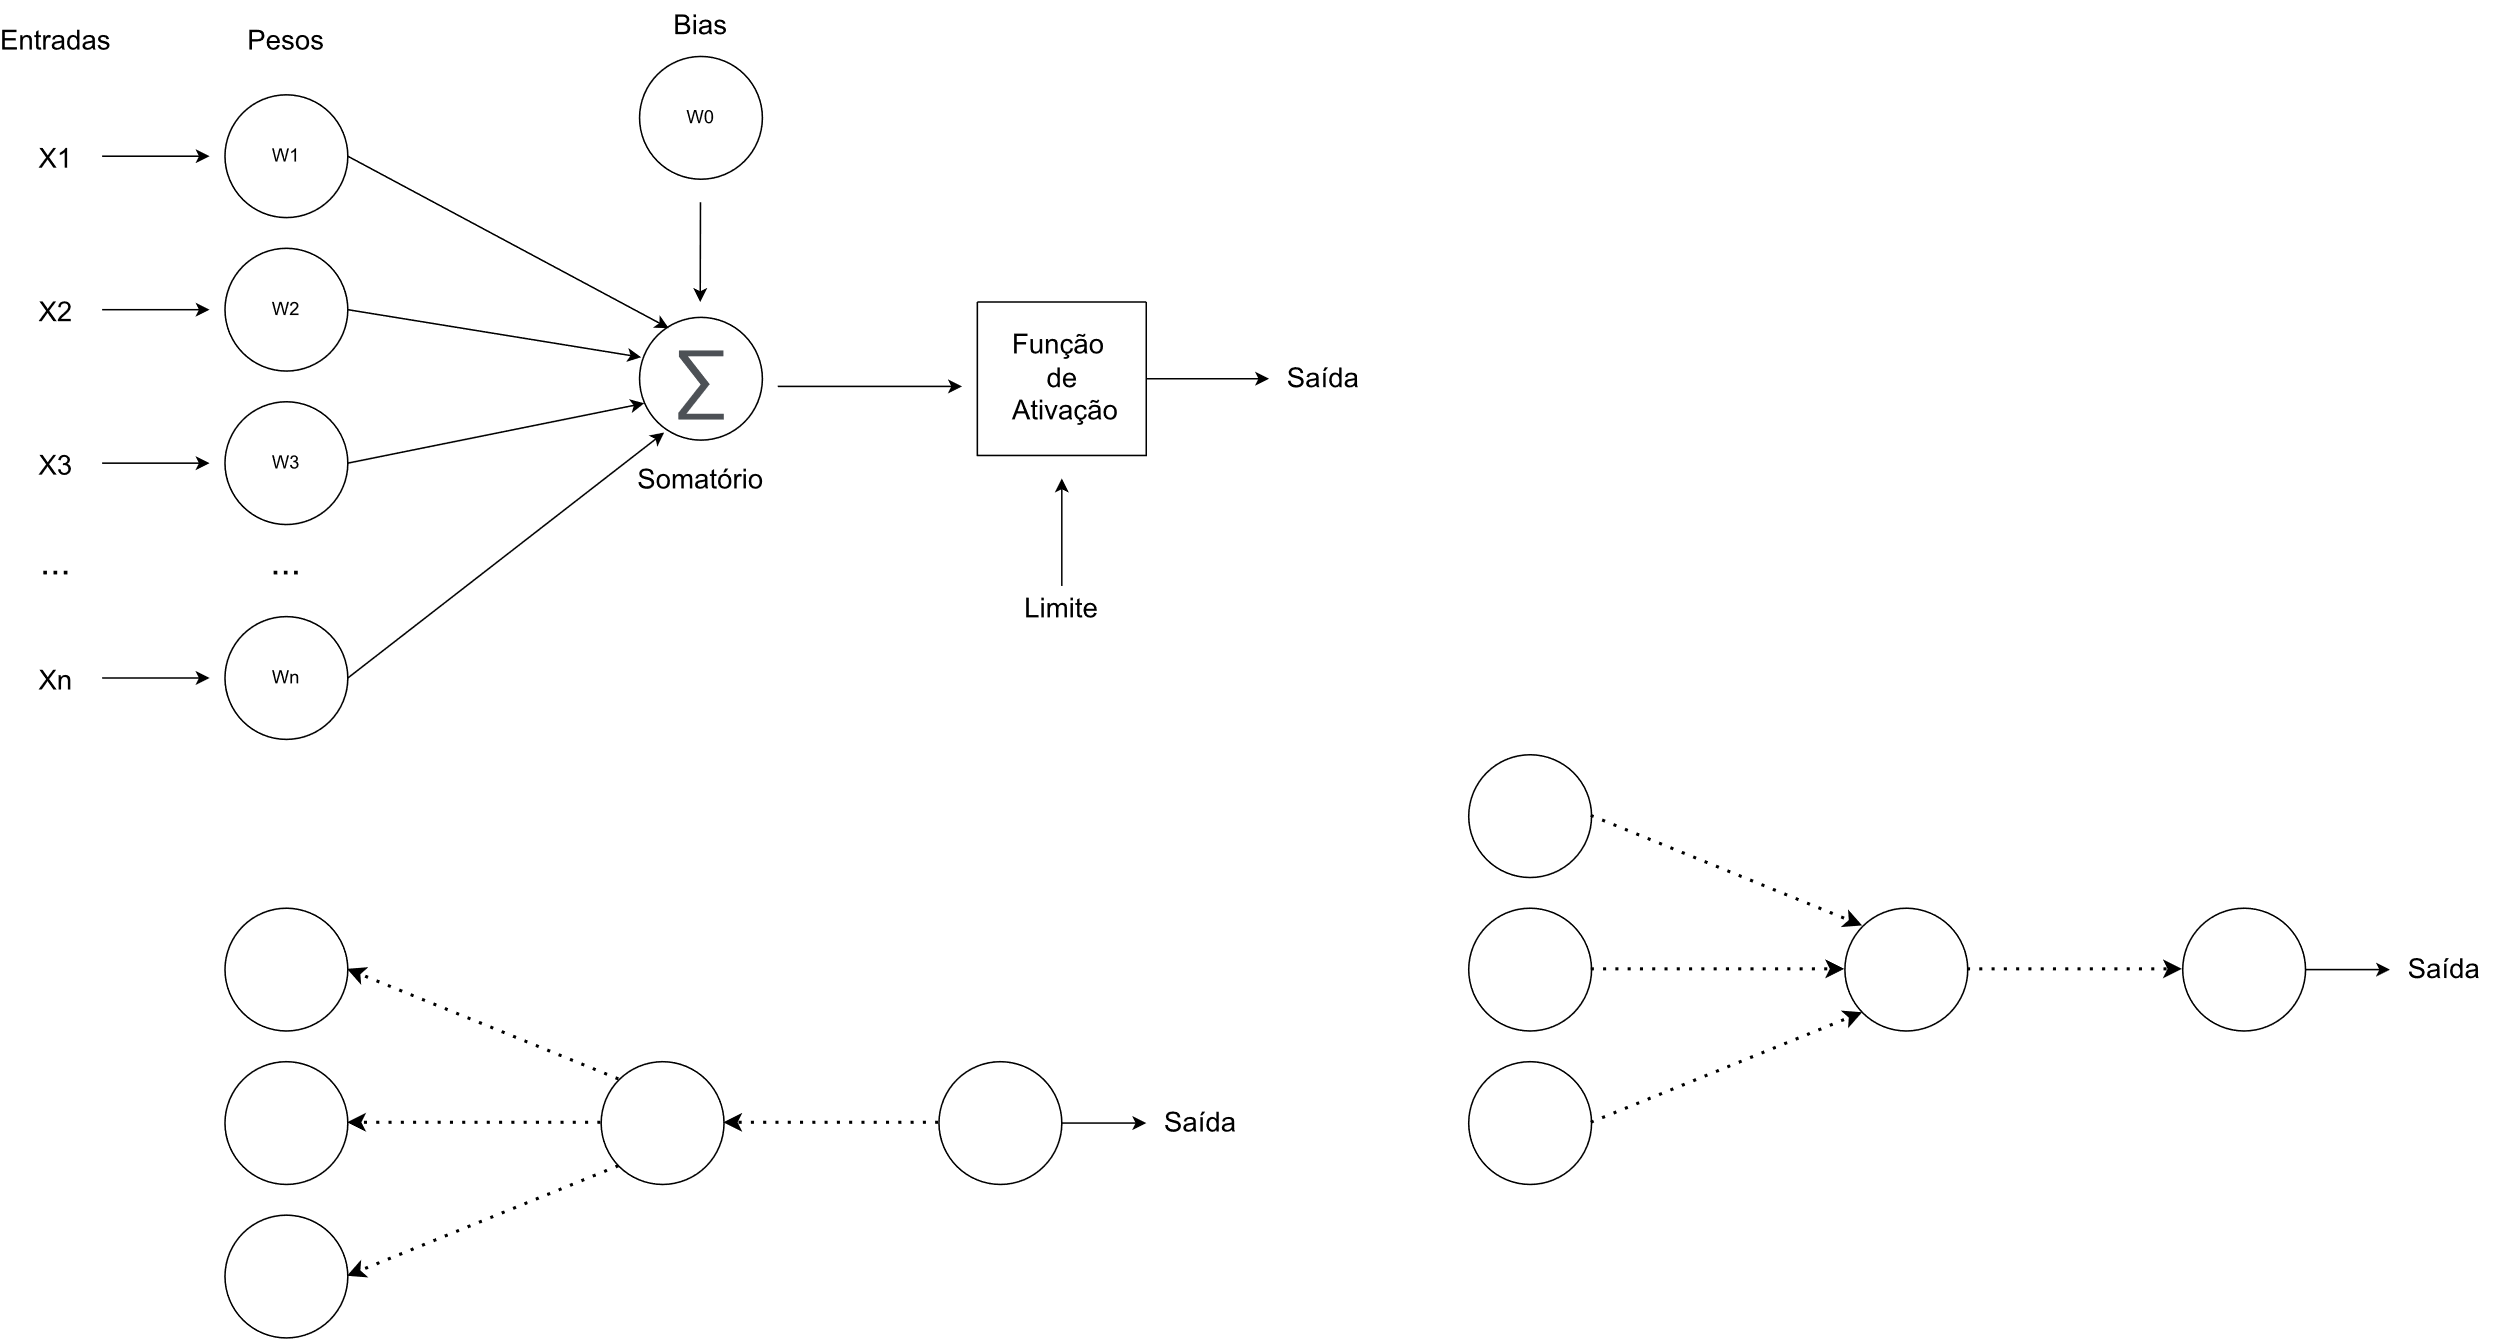 Entradas
Pesos
Bias
X1
W1
W0
X2
W2
Função
de
Ativação
Saída
∑
X3
W3
Somatório
...
...
Limite
Xn
Wn
Saída
Saída